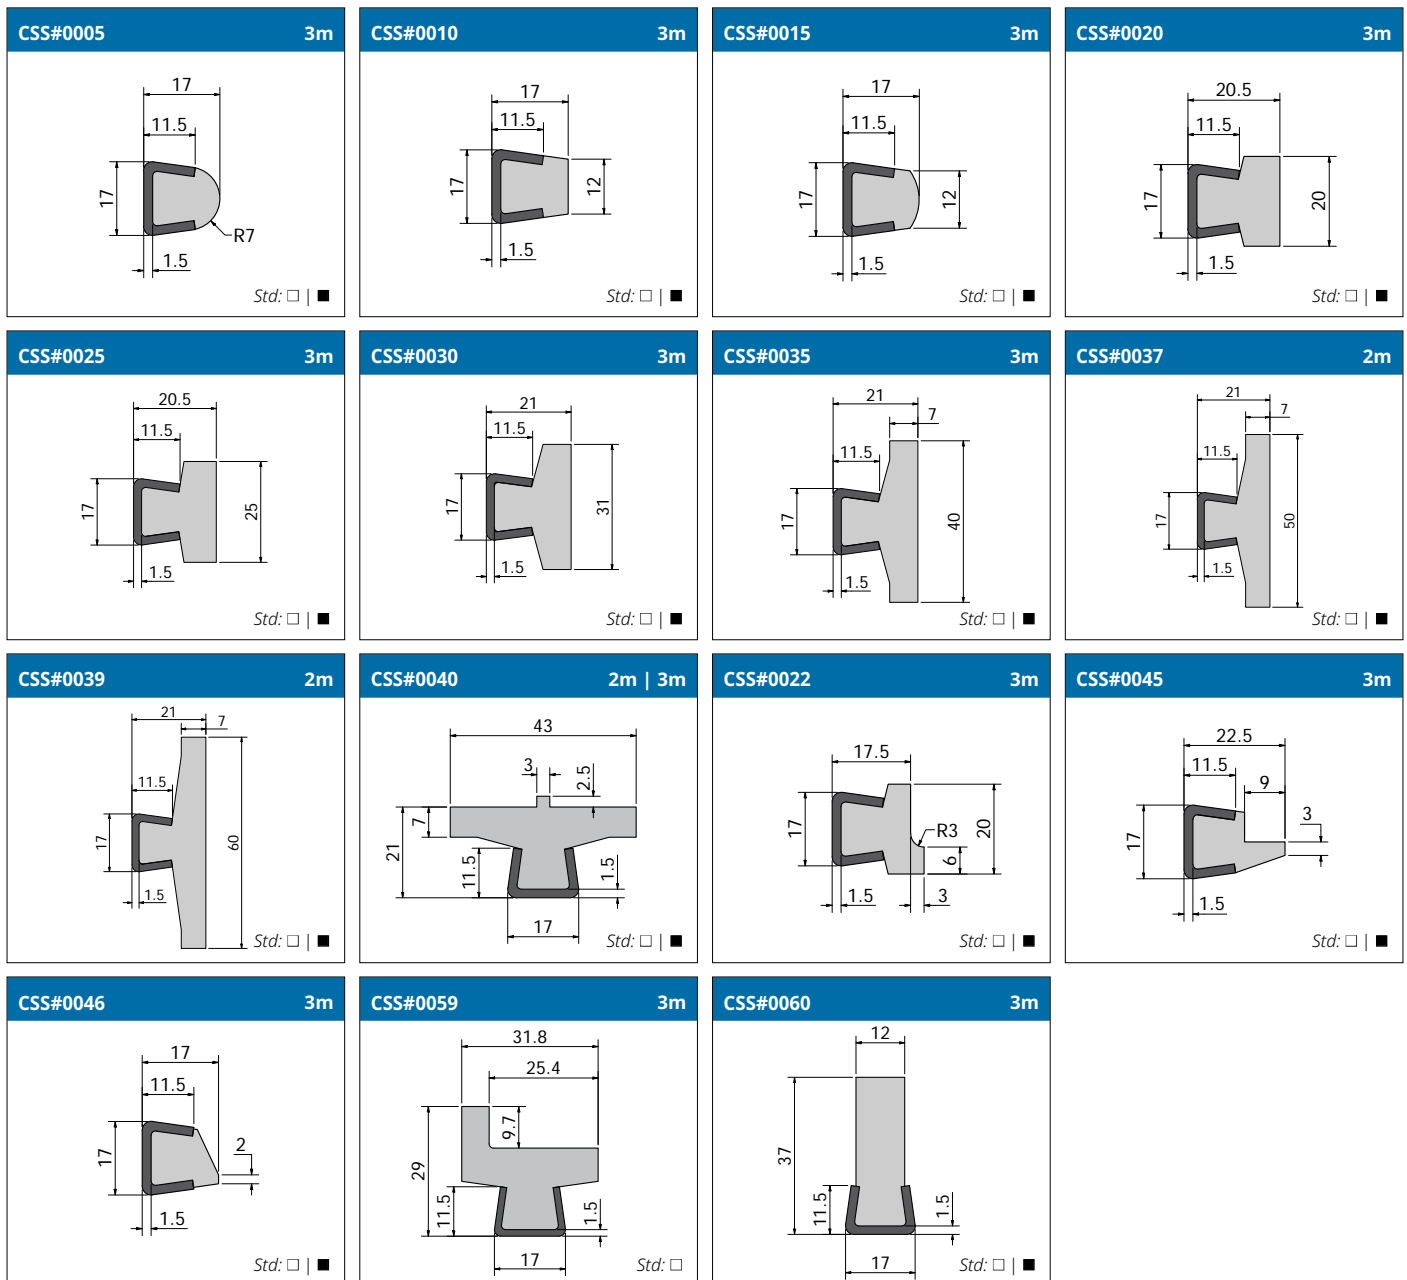 CSS#0005 3m
17
11.5
17
R7
1.5
Std: □ | ■
CSS#0010 3m
17
11.5
17
12
1.5
Std: □ | ■
CSS#0015 3m
17
11.5
17
12
1.5
Std: □ | ■
CSS#0020 3m
20.5
11.5
17
20
1.5
Std: □ | ■
CSS#0025 3m
20.5
11.5
17
25
1.5
Std: □ | ■
CSS#0030 3m
21
11.5
17
31
1.5
Std: □ | ■
CSS#0035 3m
21
7
11.5
17
40
1.5
Std: □ | ■
CSS#0037 2m
21
7
11.5
17
50
1.5
Std: □ | ■
CSS#0039 2m
21
7
11.5
17
60
1.5
Std: □ | ■
CSS#0040 2m | 3m
43
3
2.5
7
21
11.5
1.5
17
Std: □ | ■
CSS#0022 3m
17.5
17
R3
20
6
1.5
3
Std: □ | ■
CSS#0045 3m
22.5
11.5
9
3
17
1.5
Std: □ | ■
CSS#0046 3m
17
11.5
17
2
1.5
Std: □ | ■
CSS#0059 3m
31.8
25.4
9.7
29
11.5
1.5
17
Std: □
CSS#0060 3m
12
37
11.5
1.5
17
Std: □ | ■